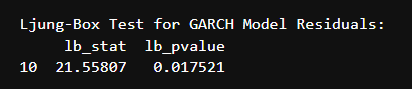 Ljung-Box Test for GARCH Model Residuals:
lb_stat lb_pvalue
10 21.55807 0.017521